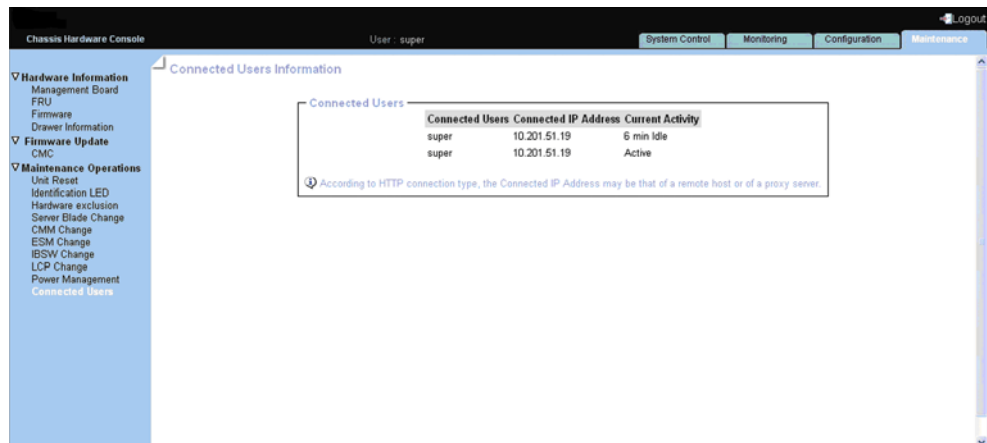 Logout
Chassis Hardware Console
User : super
System Control
Monitoring
Configuration
Maintenance
Hardware Information
Management Board
FRU
Firmware
Drawer Information
Firmware Update
CMC
Maintenance Operations
Unit Reset
Identification LED
Hardware exclusion
Server Blade Change
CMM Change
ESM Change
IBSW Change
LCP Change
Power Management
Connected Users
Connected Users Information
Connected Users
Connected Users Connected IP Address Current Activity
super 10.201.51.19 6 min Idle
super 10.201.51.19 Active
According to HTTP connection type, the Connected IP Address may be that of a remote host or of a proxy server.